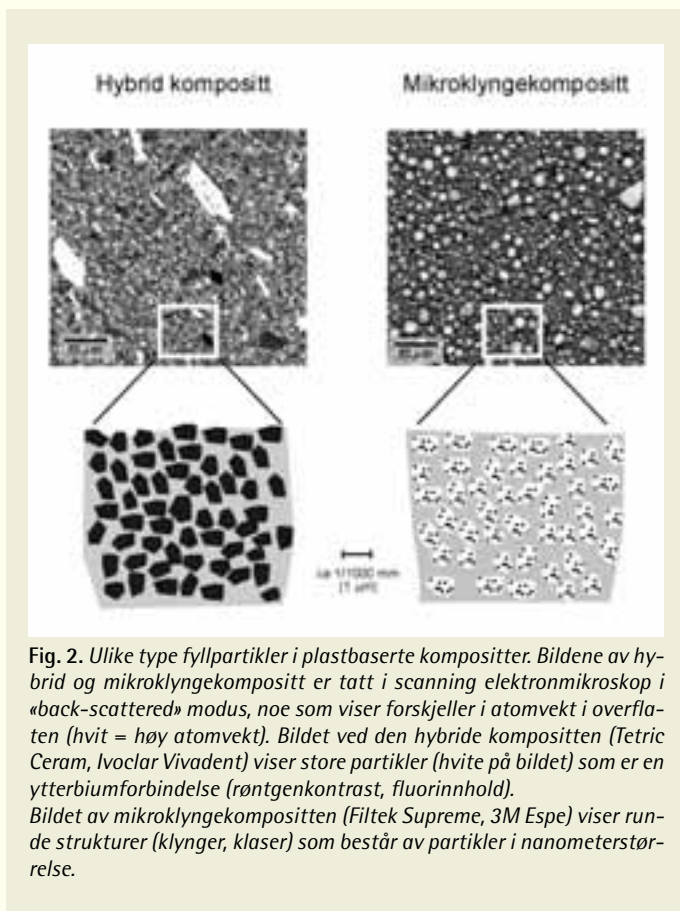 Hybrid kompositt
Mikroklyngekompositt
ca 1/1000 mm
Fig. 2. Ulike type fyllpartikler i plastbaserte kompositter. Bildene av hy-
brid og mikroklyngekompositt er tatt i scanning elektronmikroskop i
«back-scattered» modus, noe som viser forskjeller i atomvekt i overfla-
ten (hvit = høy atomvekt). Bildet ved den hybride kompositten (Tetric
Ceram, Ivoclar Vivadent) viser store partikler (hvite på bildet) som er en
ytterbiumforbindelse (røntgenkontrast, fluorinnhold).
Bildet av mikroklyngekompositten (Filtek Supreme, 3M Espe) viser run-
de strukturer (klynger, klaser) som består av partikler i nanometerstør-
relse.